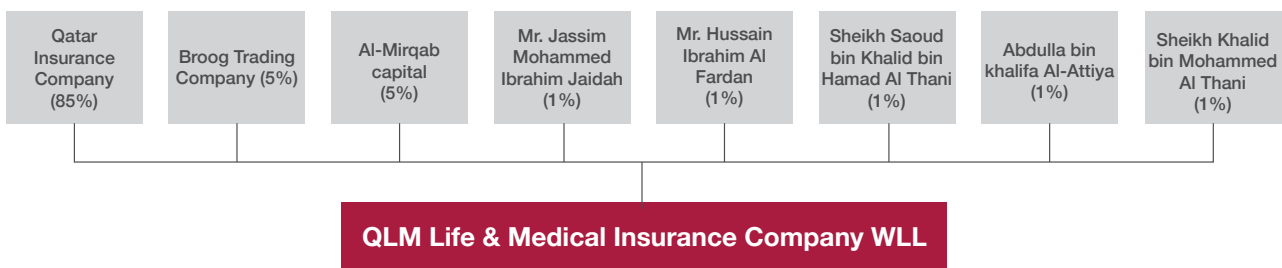 Qatar
Insurance
Company
(85%)
Broog Trading
Company (5%)
Al-Mirqab
capital
(5%)
Mr. Jassim
Mohammed
Ibrahim Jaidah
(1%)
Mr. Hussain
Ibrahim Al
Fardan
(1%)
Sheikh Saoud
bin Khalid bin
Hamad Al Thani
(1%)
Abdulla bin
khalifa Al-Attiya
(1%)
Sheikh Khalid
bin Mohammed
Al Thani
(1%)
QLM Life & Medical Insurance Company WLL